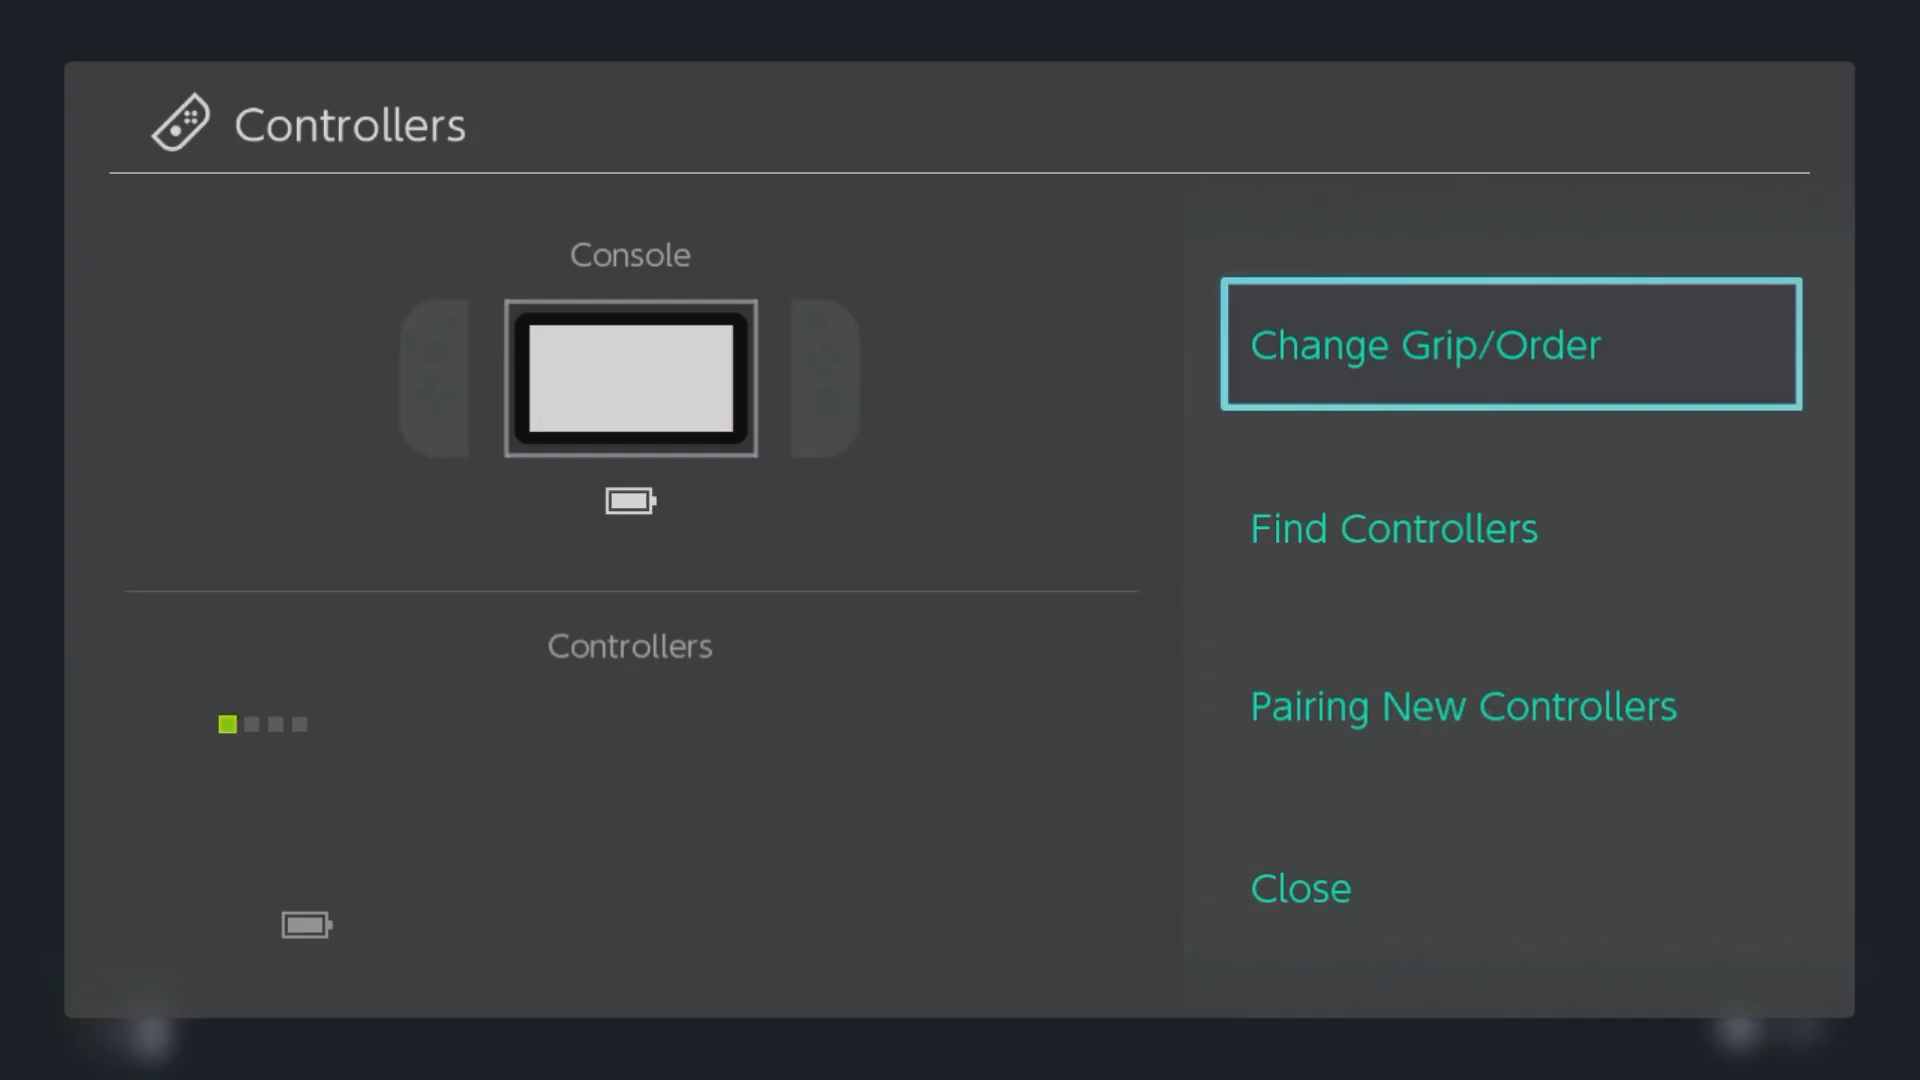 Controllers
Console
Controllers
Change Grip/Order
Find Controllers
Pairing New Controllers
Close